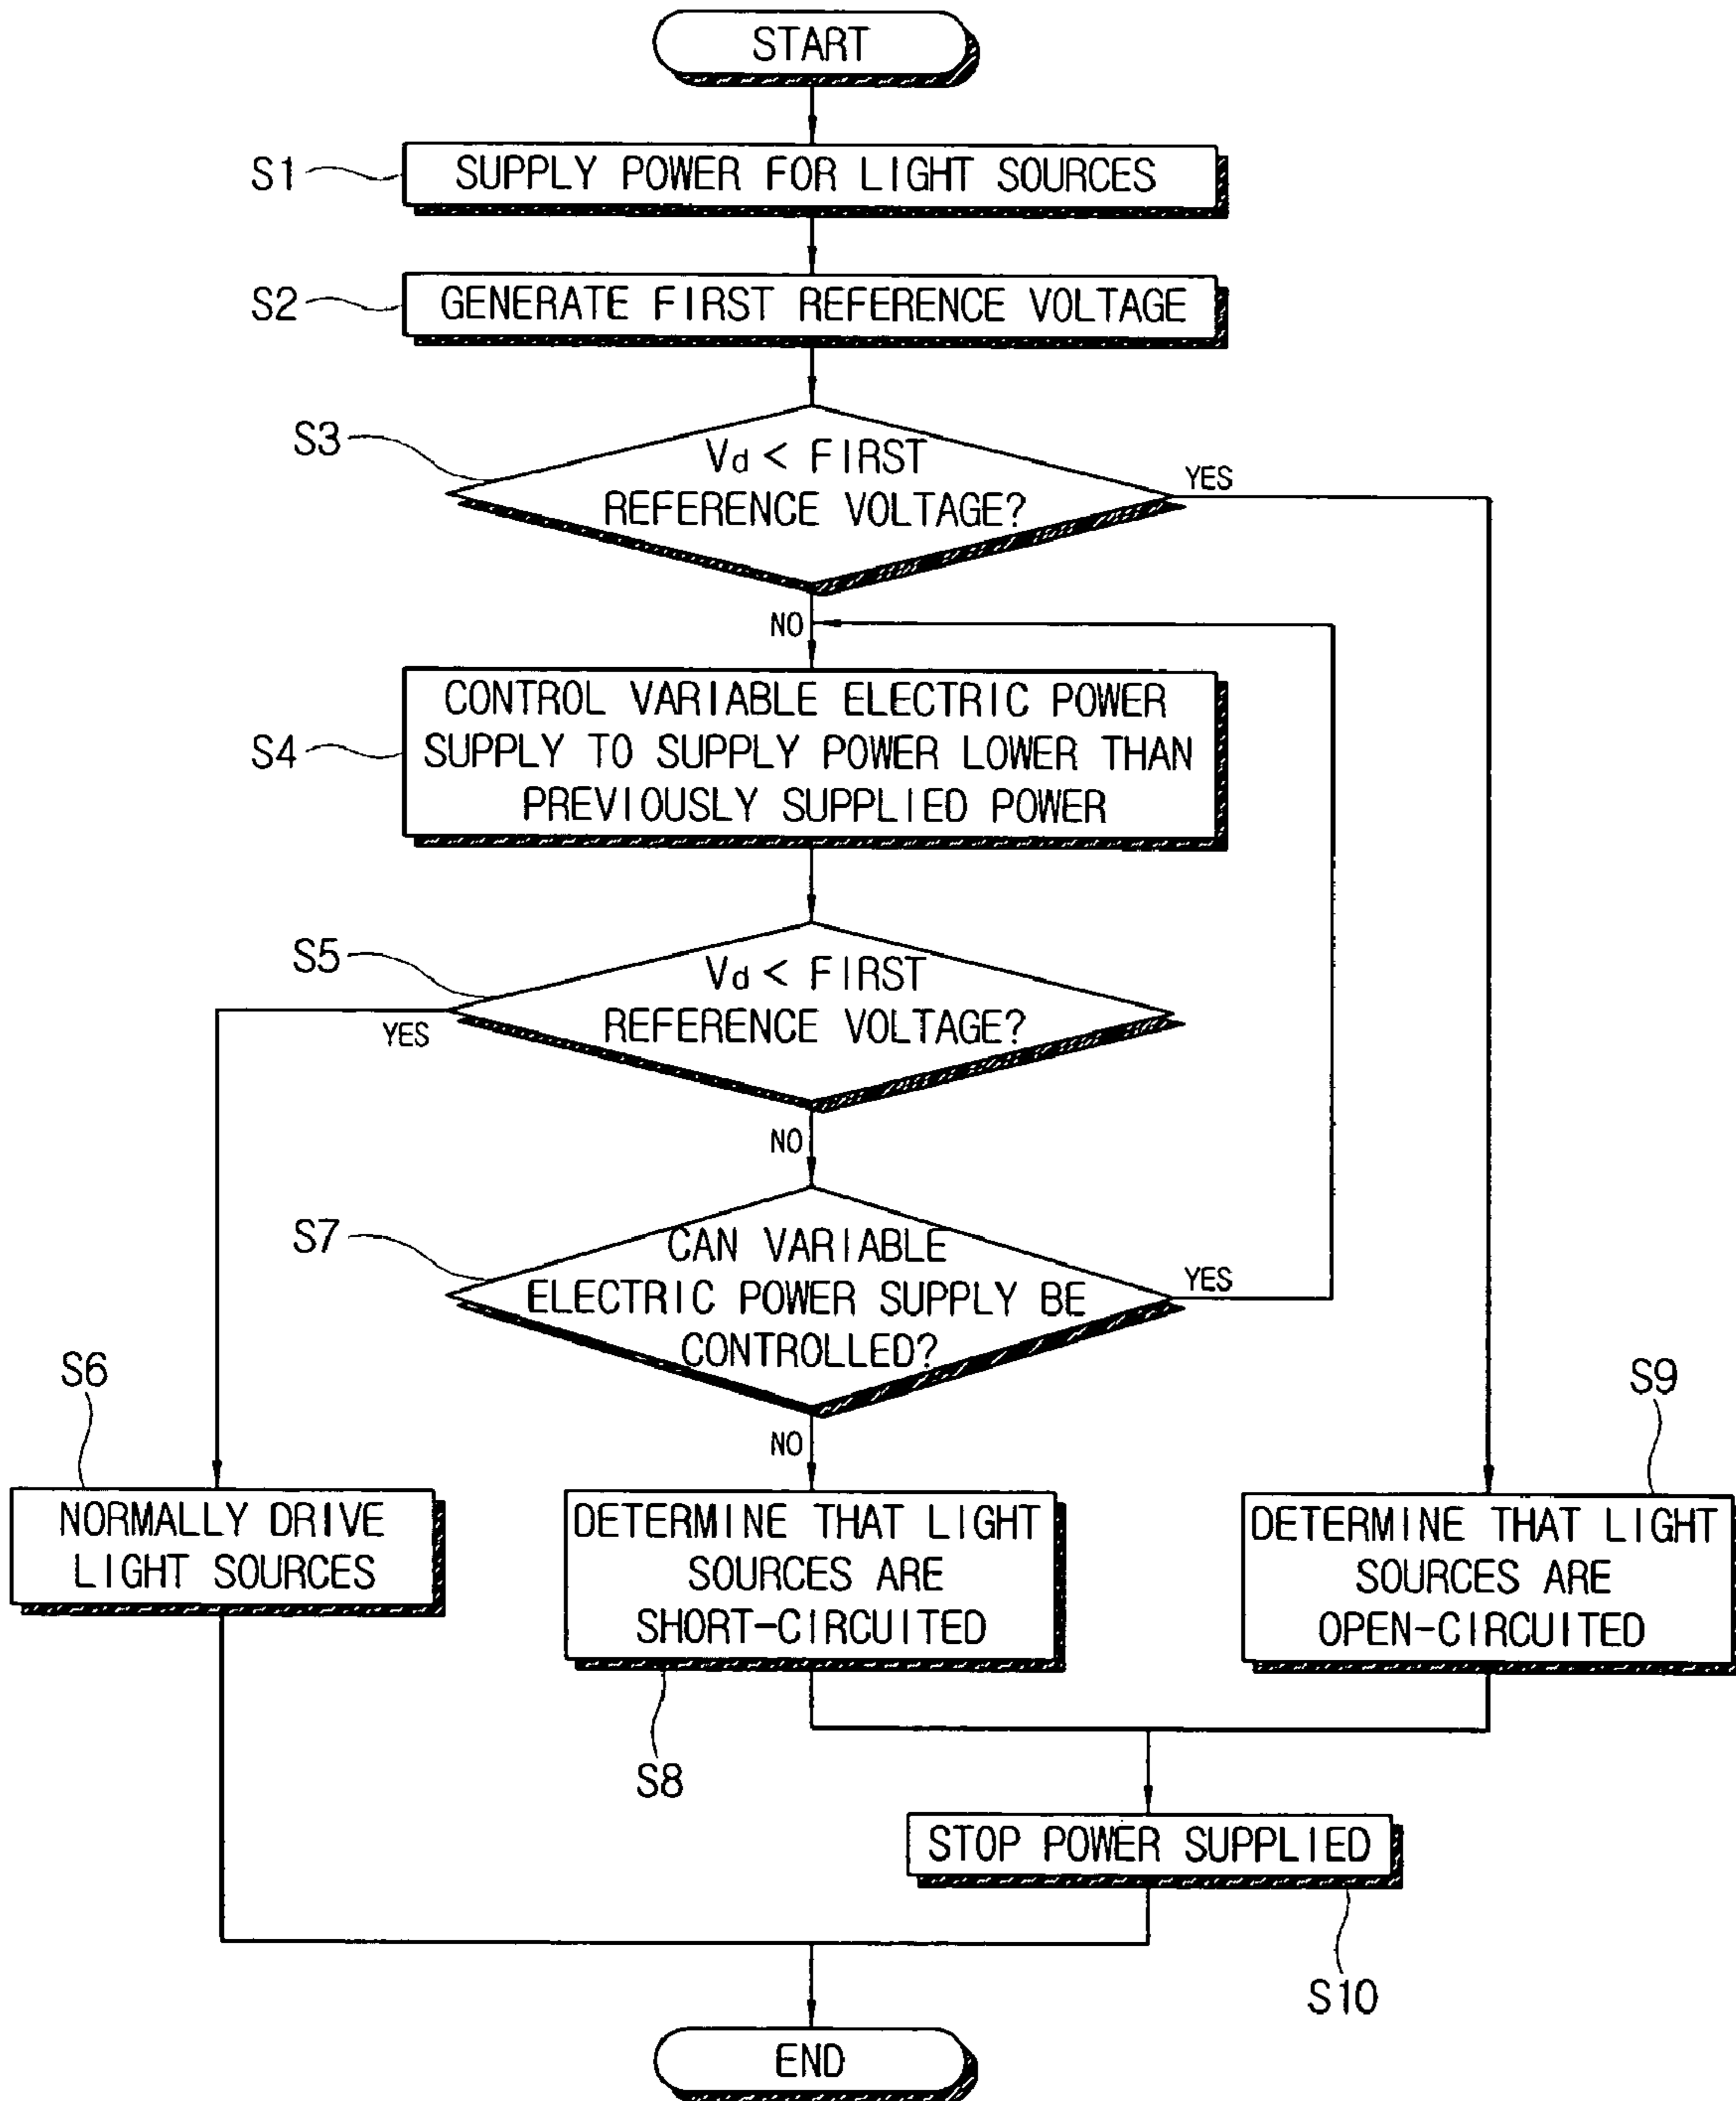 START
S1
SUPPLY POWER FOR LIGHT SOURCES
S2
GENERATE FIRST REFERENCE VOLTAGE
S3
Vd < FIRST
REFERENCE VOLTAGE?
YES
NO
S4
CONTROL VARIABLE ELECTRIC POWER
SUPPLY TO SUPPLY POWER LOWER THAN
PREVIOUSLY SUPPLIED POWER
S5
Vd < FIRST
REFERENCE VOLTAGE?
YES
NO
S7
CAN VARIABLE
ELECTRIC POWER SUPPLY BE
CONTROLLED?
YES
NO
S6
NORMALLY DRIVE
LIGHT SOURCES
DETERMINE THAT LIGHT
SOURCES ARE
SHORT-CIRCUITED
S8
S9
DETERMINE THAT LIGHT
SOURCES ARE
OPEN-CIRCUITED
STOP POWER SUPPLIED
S10
END